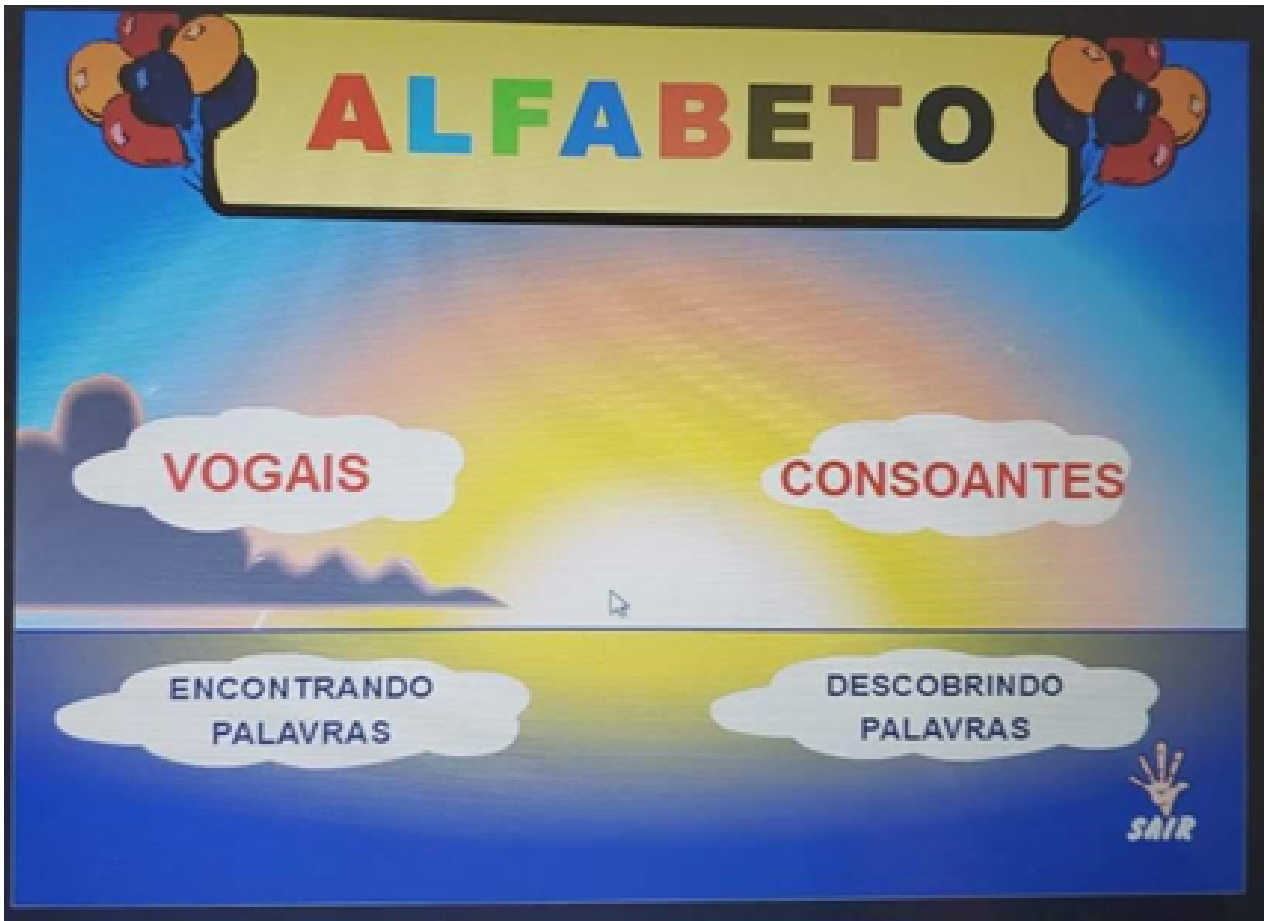 ALFABETO
VOGAIS
CONSOANTES
ENCONTRANDO
PALAVRAS
DESCOBRINDO
PALAVRAS
SAIR